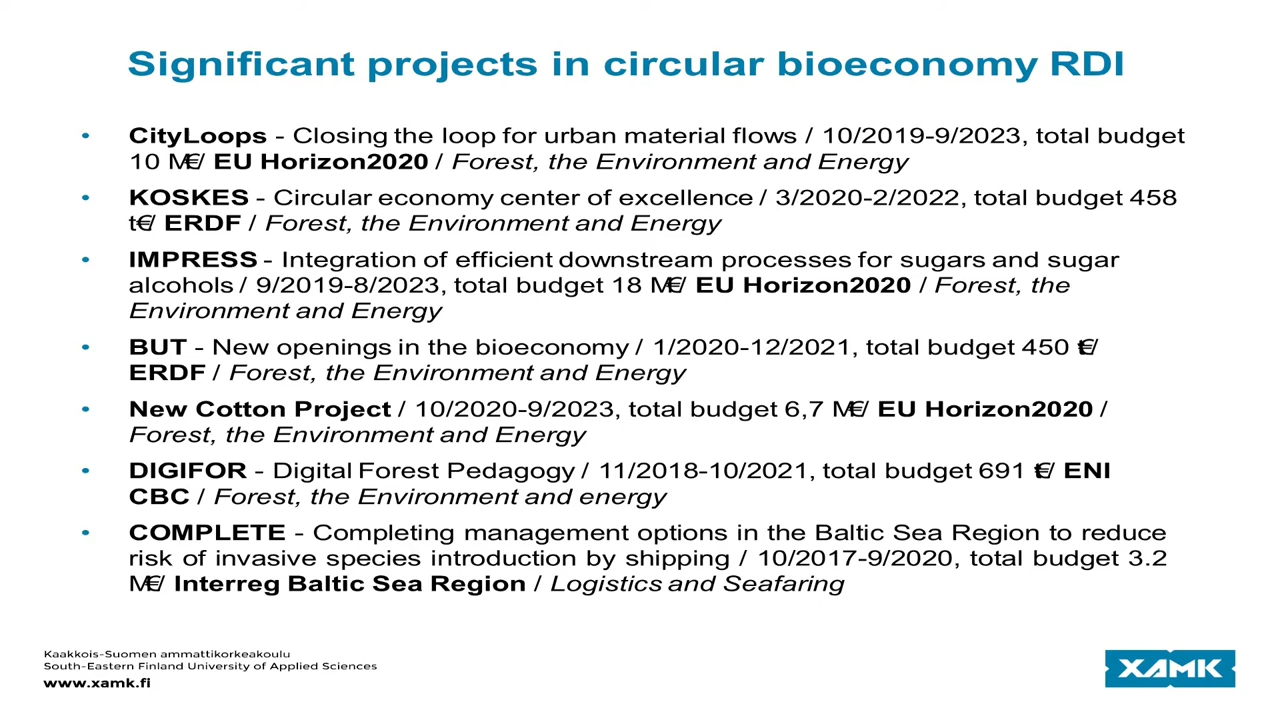 Significant projects in circular bioeconomy RDI
• CityLoops - Closing the loop for urban material flows / 10/2019-9/2023, total budget
10 M€/ EU Horizon2020 / Forest, the Environment and Energy
• KOSKES - Circular economy center of excellence / 3/2020-2/2022, total budget 458
t€/ ERDF / Forest, the Environment and Energy
• IMPRESS - Integration of efficient downstream processes for sugars and sugar
alcohols / 9/2019-8/2023, total budget 18 M€/ EU Horizon2020 / Forest, the
Environment and Energy
• BUT - New openings in the bioeconomy / 1/2020-12/2021, total budget 450 t€/
ERDF / Forest, the Environment and Energy
• New Cotton Project / 10/2020-9/2023, total budget 6,7 M€/ EU Horizon2020 /
Forest, the Environment and Energy
• DIGIFOR - Digital Forest Pedagogy / 11/2018-10/2021, total budget 691 t€/ ENI
CBC / Forest, the Environment and energy
• COMPLETE - Completing management options in the Baltic Sea Region to reduce
risk of invasive species introduction by shipping / 10/2017-9/2020, total budget 3.2
M€/ Interreg Baltic Sea Region / Logistics and Seafaring
Kaakkois-Suomen ammattikorkeakoulu
South-Eastern Finland University of Applied Sciences
www.xamk.fi
XAMK